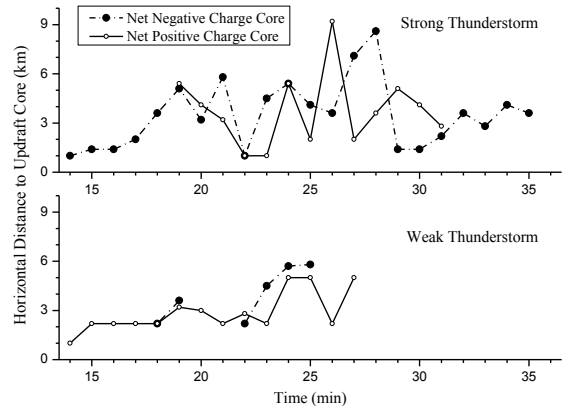 Net Negative Charge Core
Net Positive Charge Core
Strong Thunderstorm
9
6
3
0
15 20 25 30 35
Horizontal Distance to Updraft Core (km)
Weak Thunderstorm
9
6
3
0
15 20 25 30 35
Time (min)